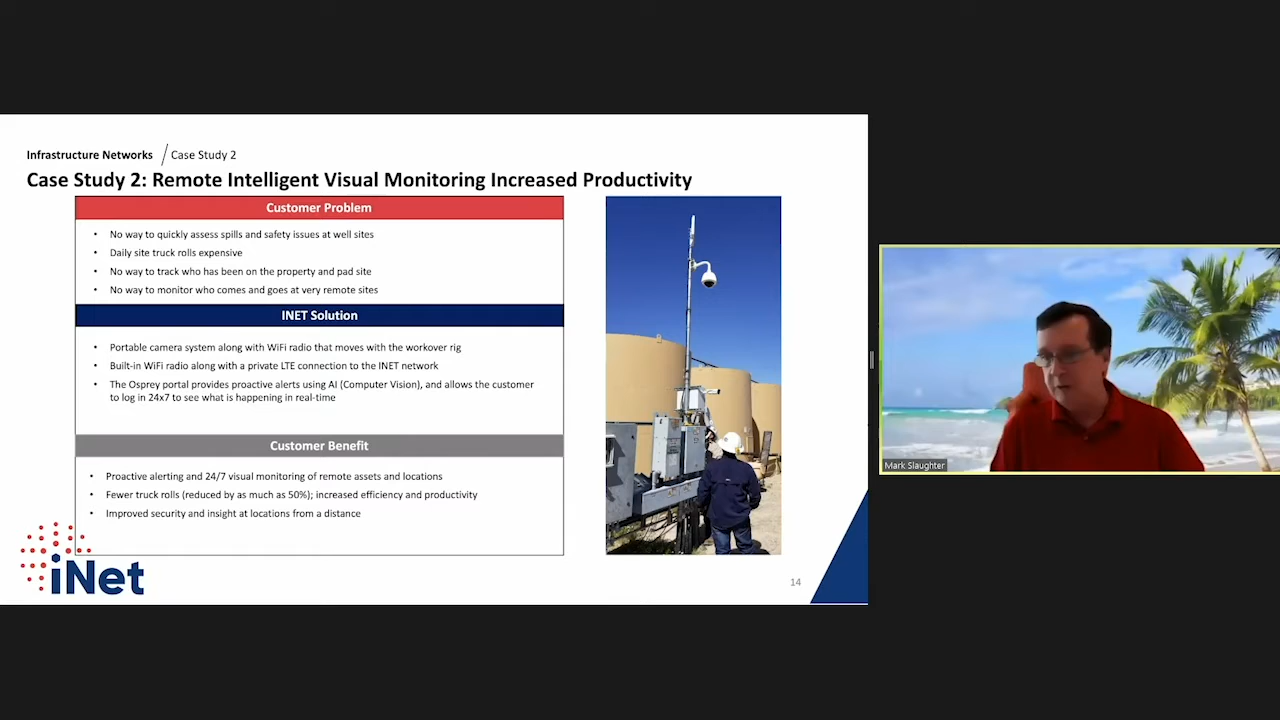 Infrastructure Networks / Case Study 2
Case Study 2: Remote Intelligent Visual Monitoring Increased Productivity
Customer Problem
• No way to quickly assess spills and safety issues at well sites
• Daily site truck rolls expensive
• No way to track who has been on the property and pad site
• No way to monitor who comes and goes at very remote sites
INET Solution
• Portable camera system along with WiFi radio that moves with the workover rig
• Built-in WiFi radio along with a private LTE connection to the INET network
• The Osprey portal provides proactive alerts using AI (Computer Vision), and allows the customer
to log in 24x7 to see what is happening in real-time
Customer Benefit
• Proactive alerting and 24/7 visual monitoring of remote assets and locations
• Fewer truck rolls (reduced by as much as 50%); increased efficiency and productivity
• Improved security and insight at locations from a distance
iNet
14
Mark Slaughter